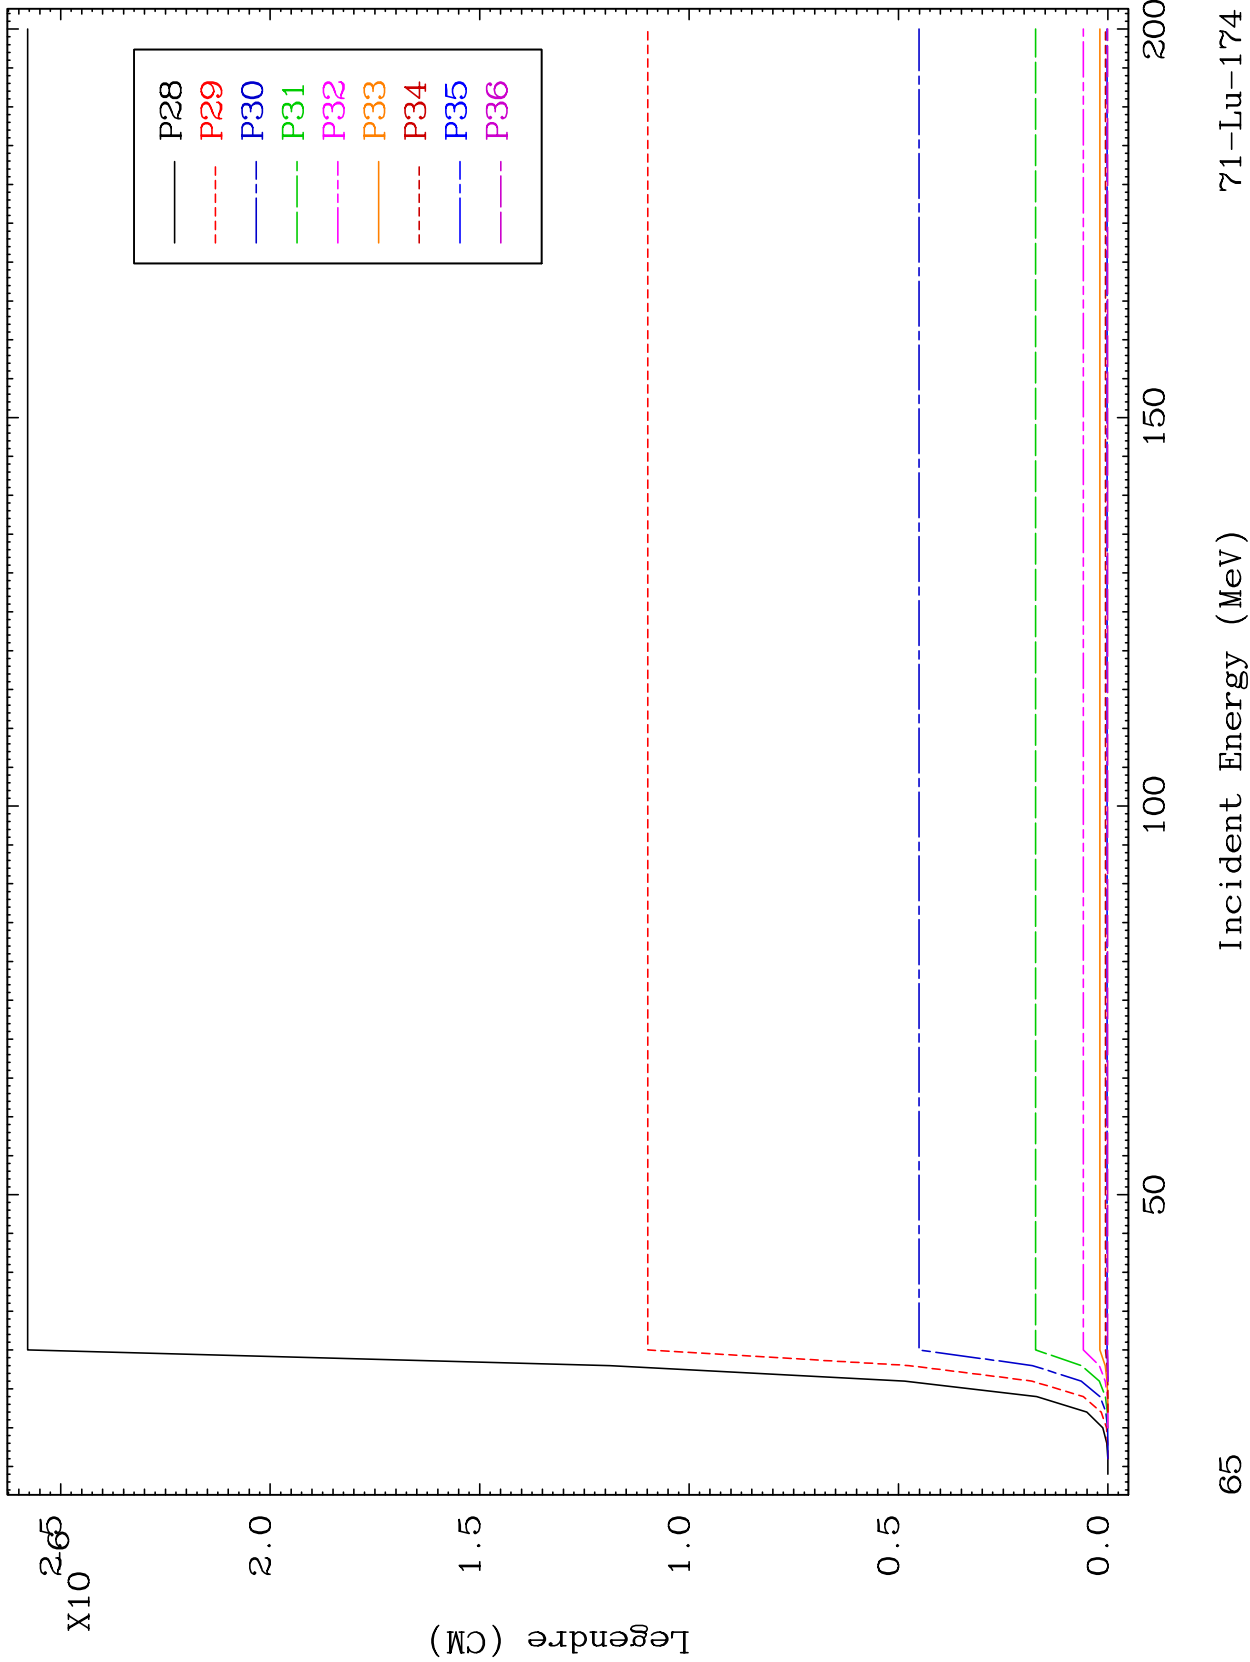 X10
-6
2.5
2.0
1.5
1.0
0.5
0.0
Legendre (CM)
P28
P29
P30
P31
P32
P33
P34
P35
P36
50
100
150
200
65
Incident Energy (MeV)
71-Lu-174